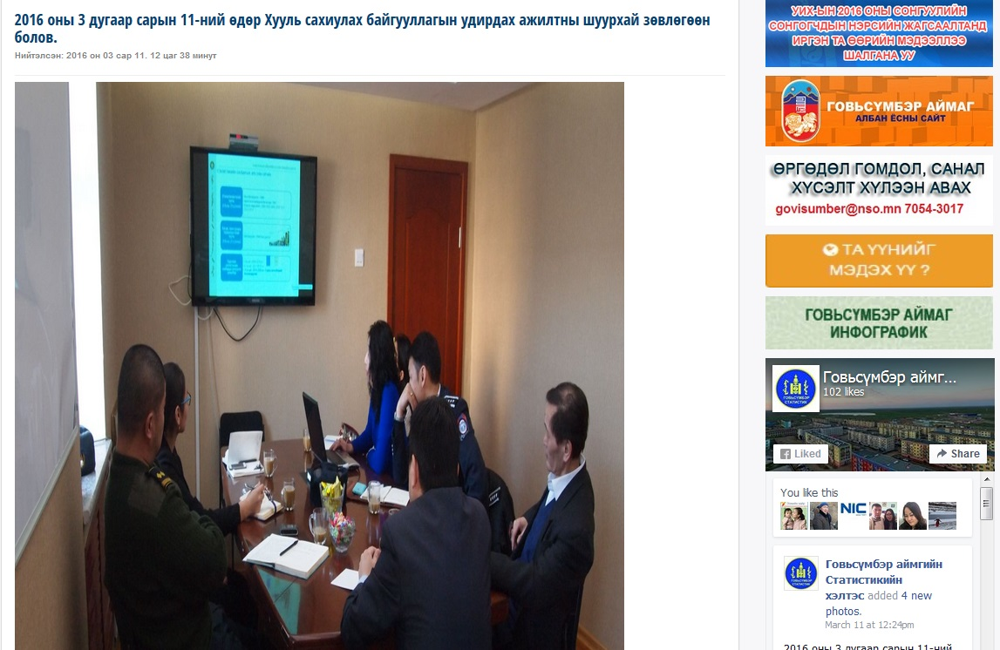 2016 оны 3 дугаар сарын 11-ний өдөр Хууль сахиулах байгууллагын удирдах ажилтны шуурхай зөвлөгөөн
болов.
Нийтэлсэн: 2016 он 03 сар 11. 12 цаг 38 минут
УИХ-ЫН 2016 ОНЫ СОНГУУЛИЙН
СОНГОГЧДЫН НЭРСИЙН ЖАГСААЛТАНД
ИРГЭН ТА ӨӨРИЙН МЭДЭЭЛЛЭЭ
ШАЛГАНА УУ
ГОВЬСҮМБЭР АЙМАГ
АЛБАН ЁСНЫ САЙТ
ӨРГӨДӨЛ ГОМДОЛ, САНАЛ
ХҮСЭЛТ ХҮЛЭЭН АВАХ
govisumber@nso.mn 7054-3017
ТА ҮҮНИЙГ
МЭДЭХ ҮҮ ?
ГОВЬСҮМБЭР АЙМАГ
ИНФОГРАФИК
ГОВЬСҮМБЭР
СТАТИСТИК
Говьсүмбэр аймг...
102 likes
Liked
Share
You like this
NIC
Говьсүмбэр аймгийн
Статистикийн
хэлтэс added 4 new
photos.
March 11 at 12:24pm
2016 оны 3 дугаар сарын 11-ний